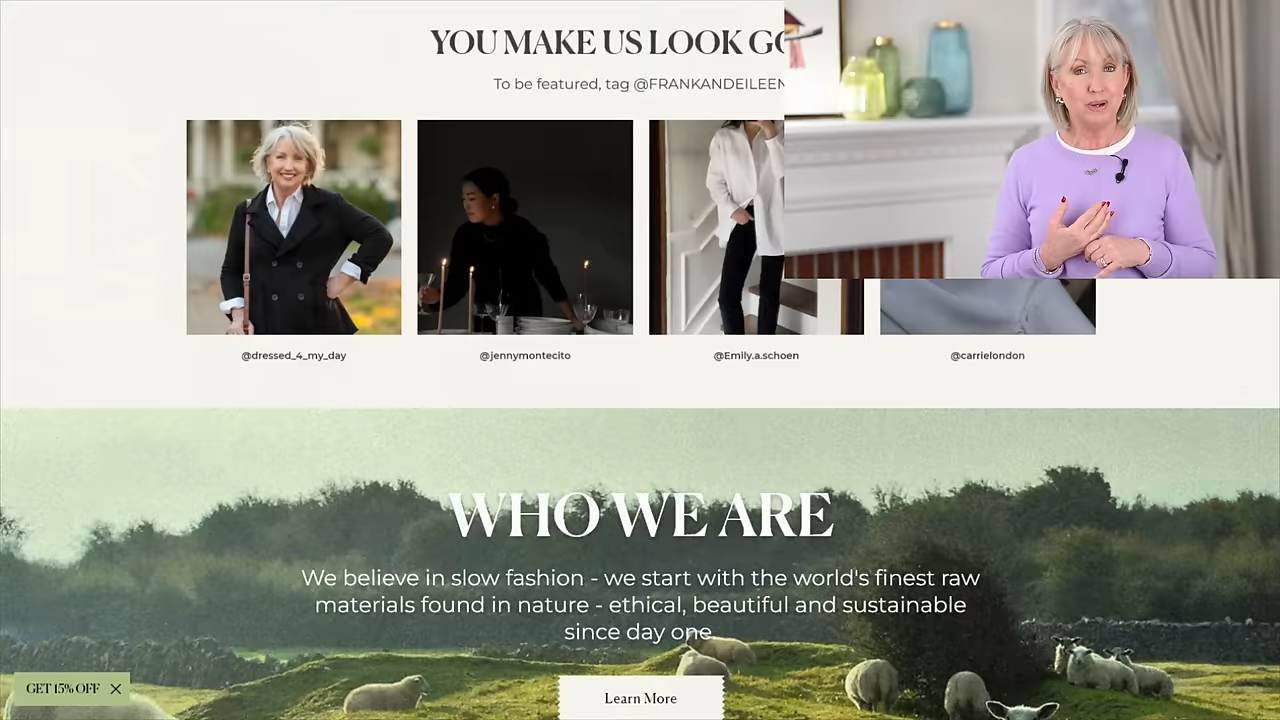 YOU MAKE US LOOK
To be featured, tag @FRANKANDEILEEN
@dressed_4_my_day
@jennymontecito
@Emily.a.schoen
@carrielondon
WHO WE ARE
We believe in slow fashion - we start with the world's finest raw
materials found in nature - ethical, beautiful and sustainable
since day one.
GET 15% OFF
Learn More